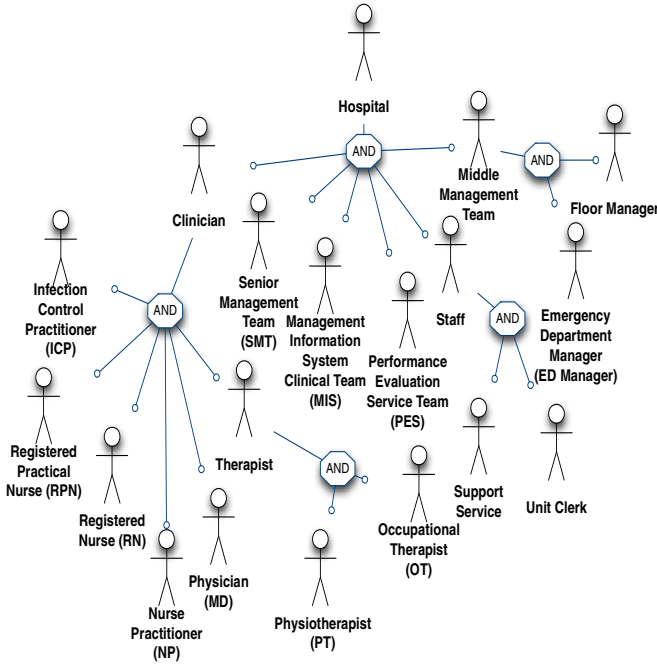 Hospital
AND
Middle
Management
Team
AND
Floor Manager
Clinician
Senior
Management
Team
(SMT)
Management
Information
System
Clinical Team
(MIS)
Performance
Evaluation
Service Team
(PES)
Staff
AND
Emergency
Department
Manager
(ED Manager)
Infection
Control
Practitioner
(ICP)
AND
Registered
Practical
Nurse (RPN)
Registered
Nurse (RN)
Nurse
Practitioner
(NP)
Physician
(MD)
Therapist
AND
Physiotherapist
(PT)
Occupational
Therapist
(OT)
Support
Service
Unit Clerk